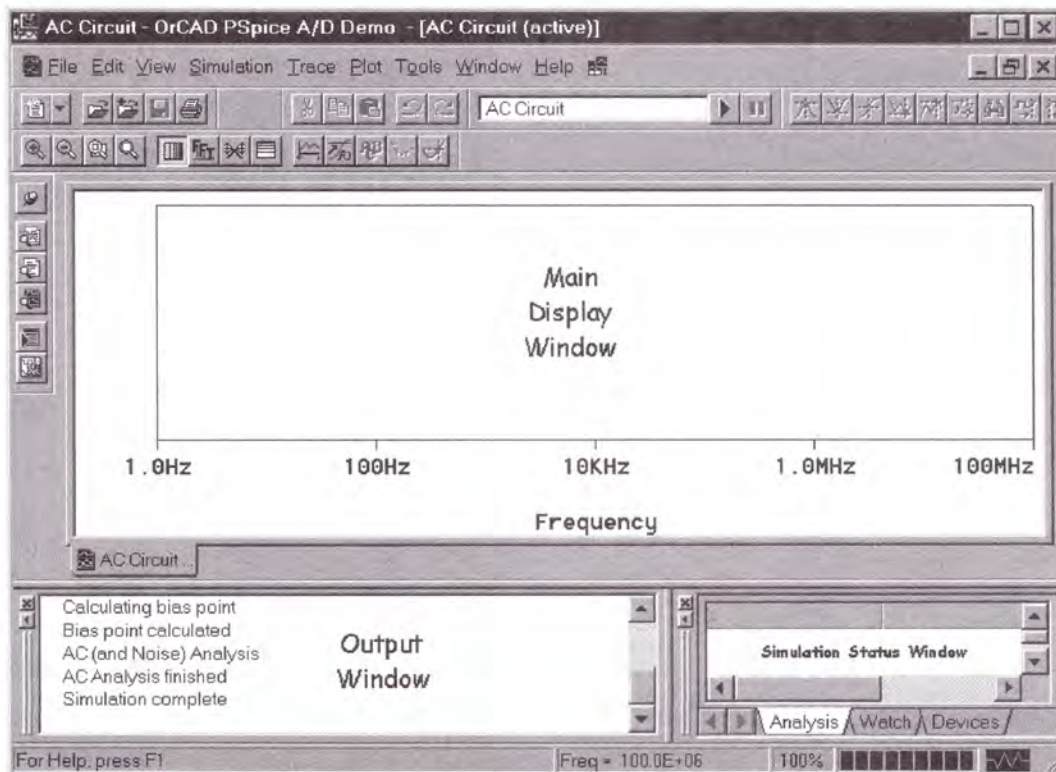 AC Circuit - OrCAD PSpice A/D Demo - [AC Circuit (active)]
File Edit View Simulation Trace Plot Tools Window Help
AC Circuit
FFT
Main
Display
Window
1.0Hz 100Hz 10KHz 1.0MHz 100MHz
Frequency
AC Circuit...
Calculating bias point
Bias point calculated
AC (and Noise) Analysis
AC Analysis finished
Simulation complete
Output
Window
Simulation Status Window
Analysis Watch Devices
For Help, press F1 Freq = 100.0E+06 100%